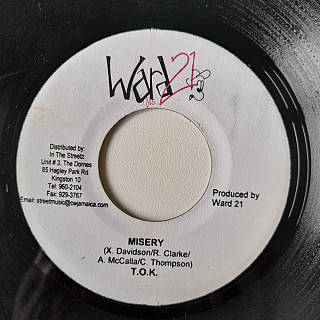 Ward 21
Distributed by:
In The Streetz
Unit # 3, The Domes
85 Hagley Park Rd.
Kingston 10
Tel: 960-2104
Fax: 929-3767
Email: streetmusic@cwjamaica.com
Produced by
Ward 21
MISERY
(X. Davidson/R. Clarke/
A. McCalla/C. Thompson)
T.O.K.